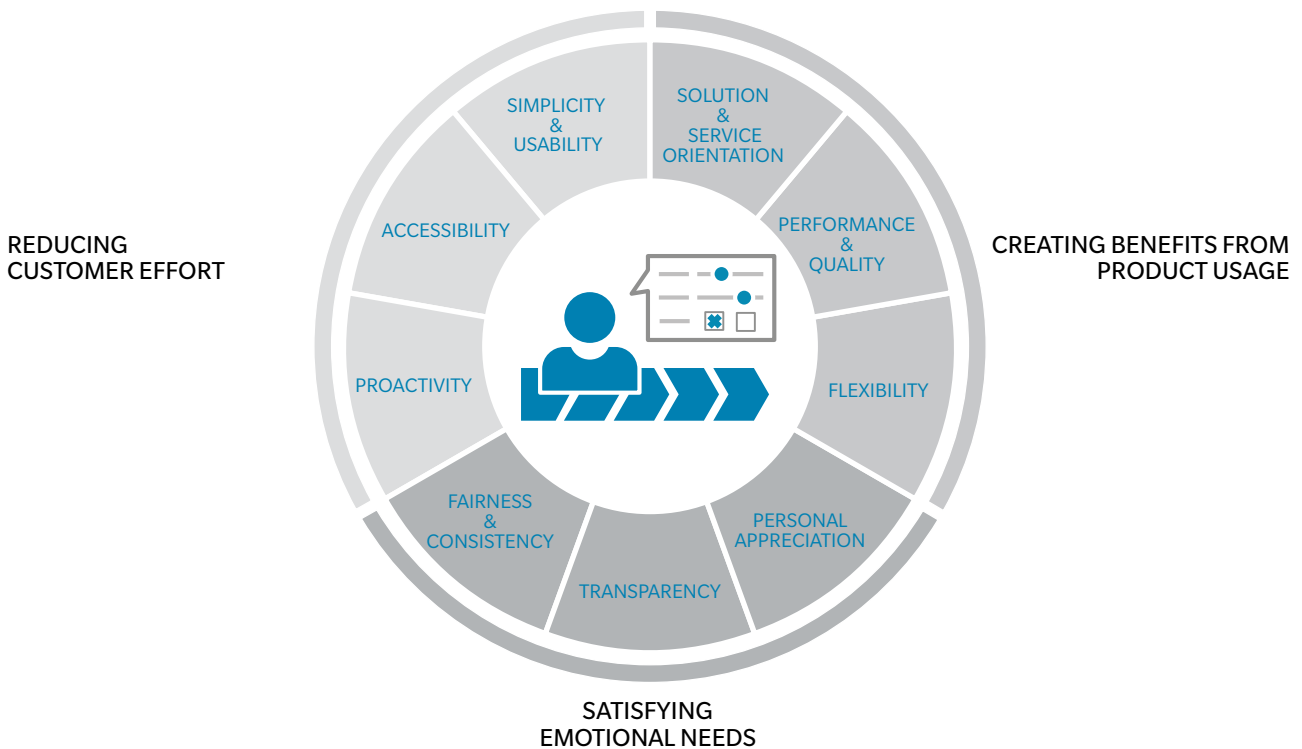 SIMPLICITY
&
USABILITY
SOLUTION
&
SERVICE
ORIENTATION
ACCESSIBILITY
PERFORMANCE
&
QUALITY
REDUCING
CUSTOMER EFFORT
CREATING BENEFITS FROM
PRODUCT USAGE
PROACTIVITY
FLEXIBILITY
FAIRNESS
&
CONSISTENCY
PERSONAL
APPRECIATION
TRANSPARENCY
SATISFYING
EMOTIONAL NEEDS